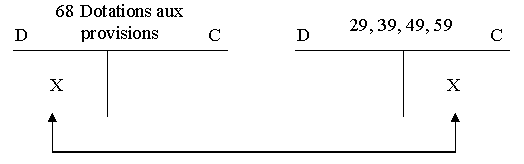 68 Dotations aux
provisions
D C
29, 39, 49, 59
D C
X
X